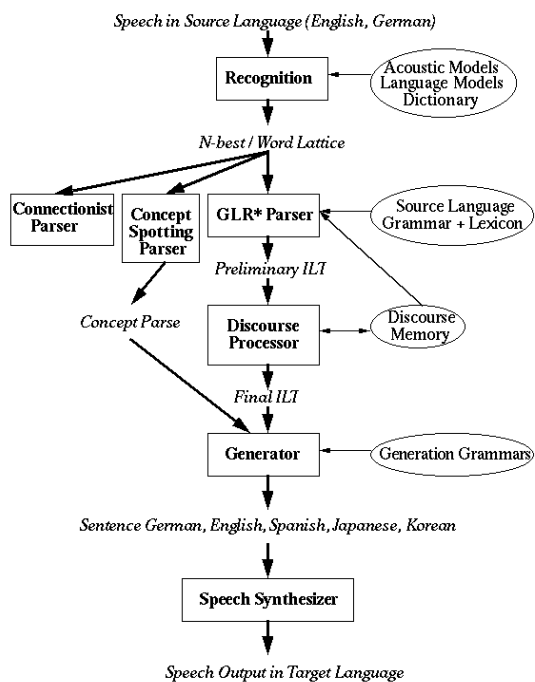 Speech in Source Language (English, German)
Recognition
Acoustic Models
Language Models
Dictionary
N-best / Word Lattice
Connectionist
Parser
Concept
Spotting
Parser
GLR* Parser
Source Language
Grammar + Lexicon
Preliminary ILT
Concept Parse
Discourse
Processor
Discourse
Memory
Final ILT
Generator
Generation Grammars
Sentence German, English, Spanish, Japanese, Korean
Speech Synthesizer
Speech Output in Target Language